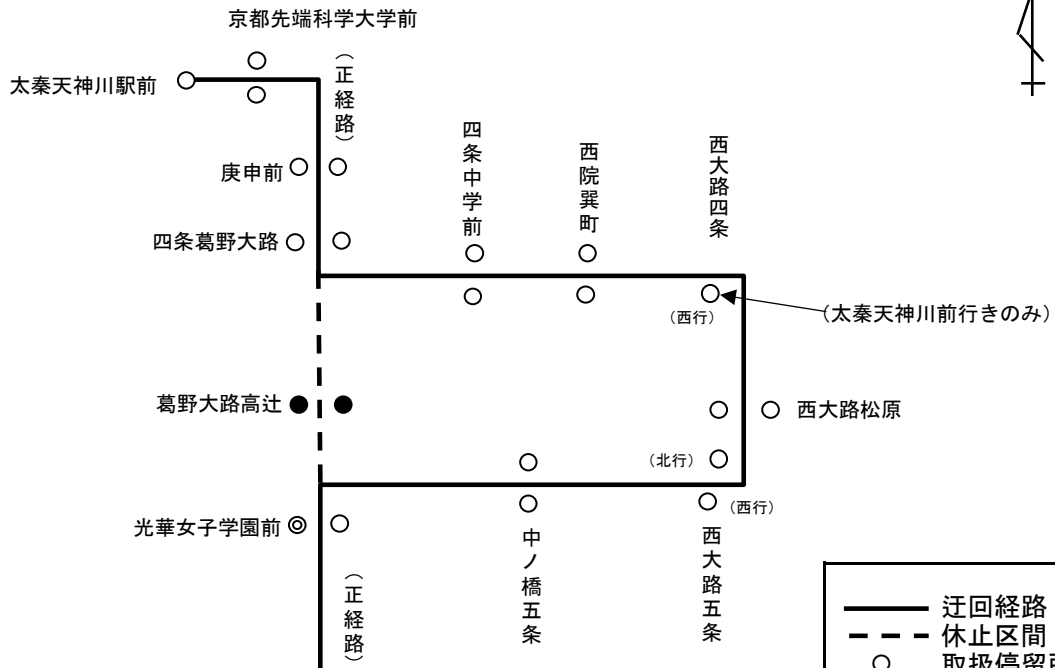 京都先端科学大学前
太秦天神川駅前
（正経路）
庚申前
四条葛野大路
四条中学前
西院巽町
西大路四条
（西行）
（太秦天神川前行きのみ）
葛野大路高辻
西大路松原
（北行）
光華女子学園前
（西行）
中ノ橋五条
西大路五条
（正経路）
迂回経路
休止区間
取扱停留所